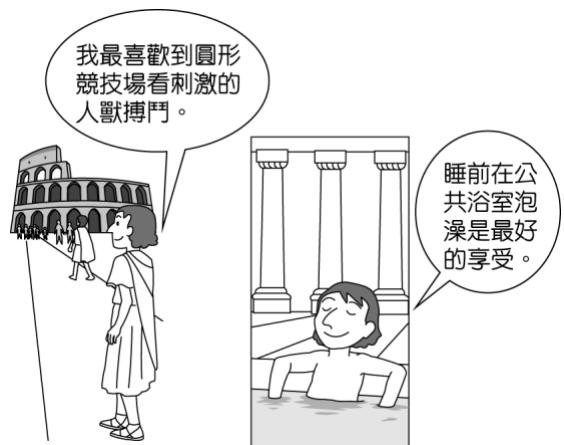 我最喜歡到圓形
競技場看刺激的
人獸搏鬥。
睡前在公
共浴室泡
澡是最好
的享受。